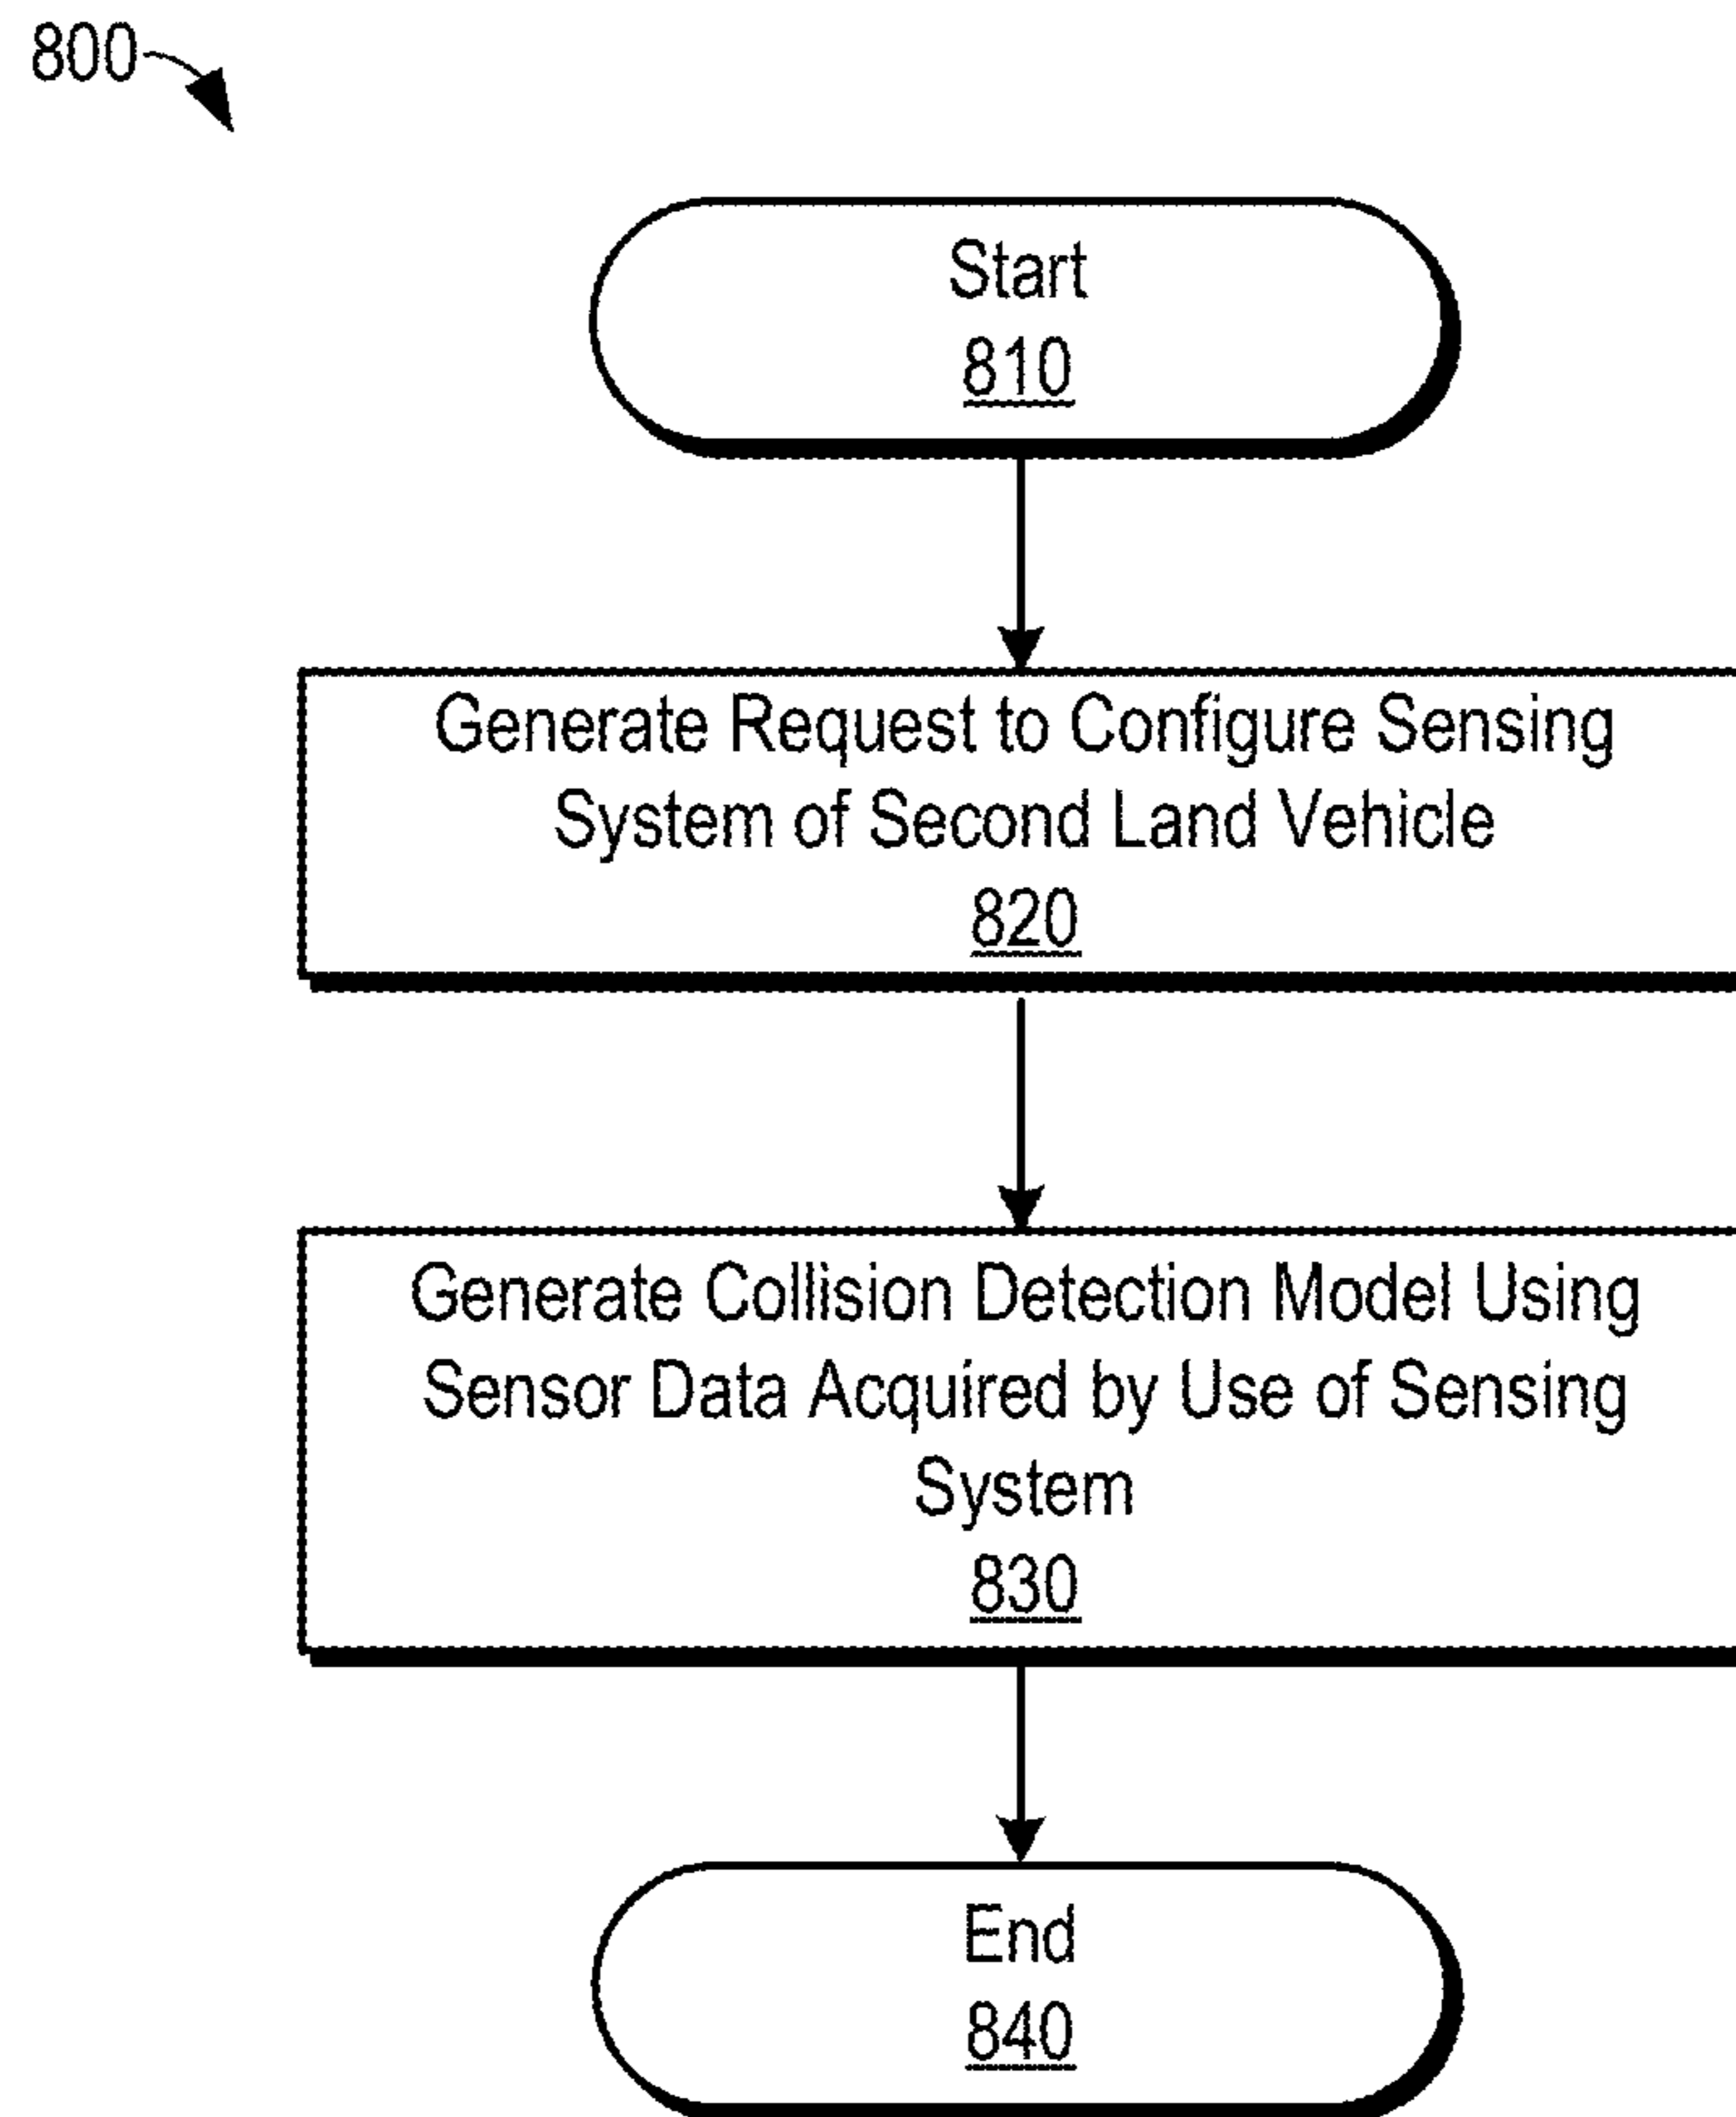 800
Start
810
Generate Request to Configure Sensing
System of Second Land Vehicle
820
Generate Collision Detection Model Using
Sensor Data Acquired by Use of Sensing
System
830
End
840